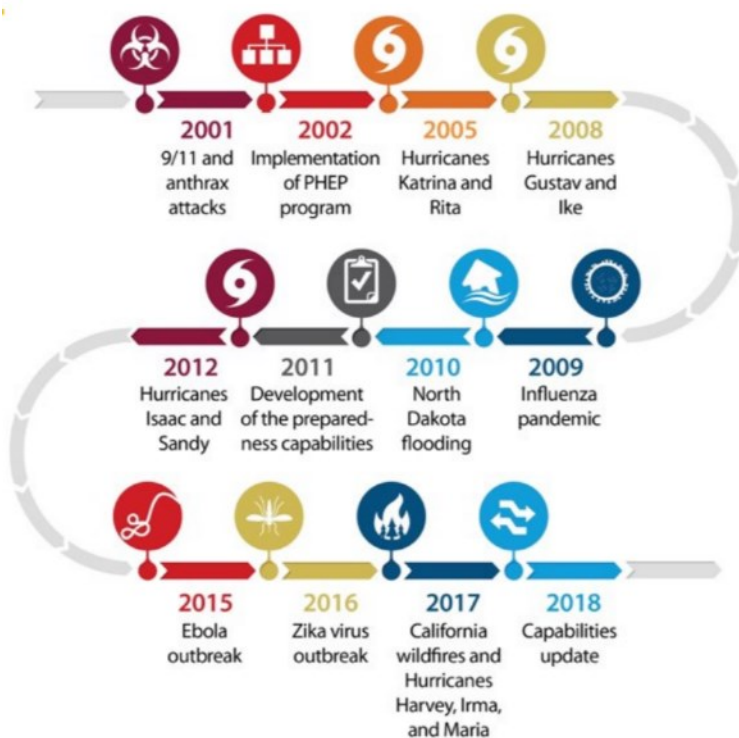 2001
9/11 and
anthrax
attacks
2002
Implementation
of PHEP
program
2005
Hurricanes
Katrina and
Rita
2008
Hurricanes
Gustav and
Ike
2009
Influenza
pandemic
2010
North
Dakota
flooding
2011
Development
of the prepared-
ness capabilities
2012
Hurricanes
Isaac and
Sandy
2015
Ebola
outbreak
2016
Zika virus
outbreak
2017
California
wildfires and
Hurricanes
Harvey, Irma,
and Maria
2018
Capabilities
update